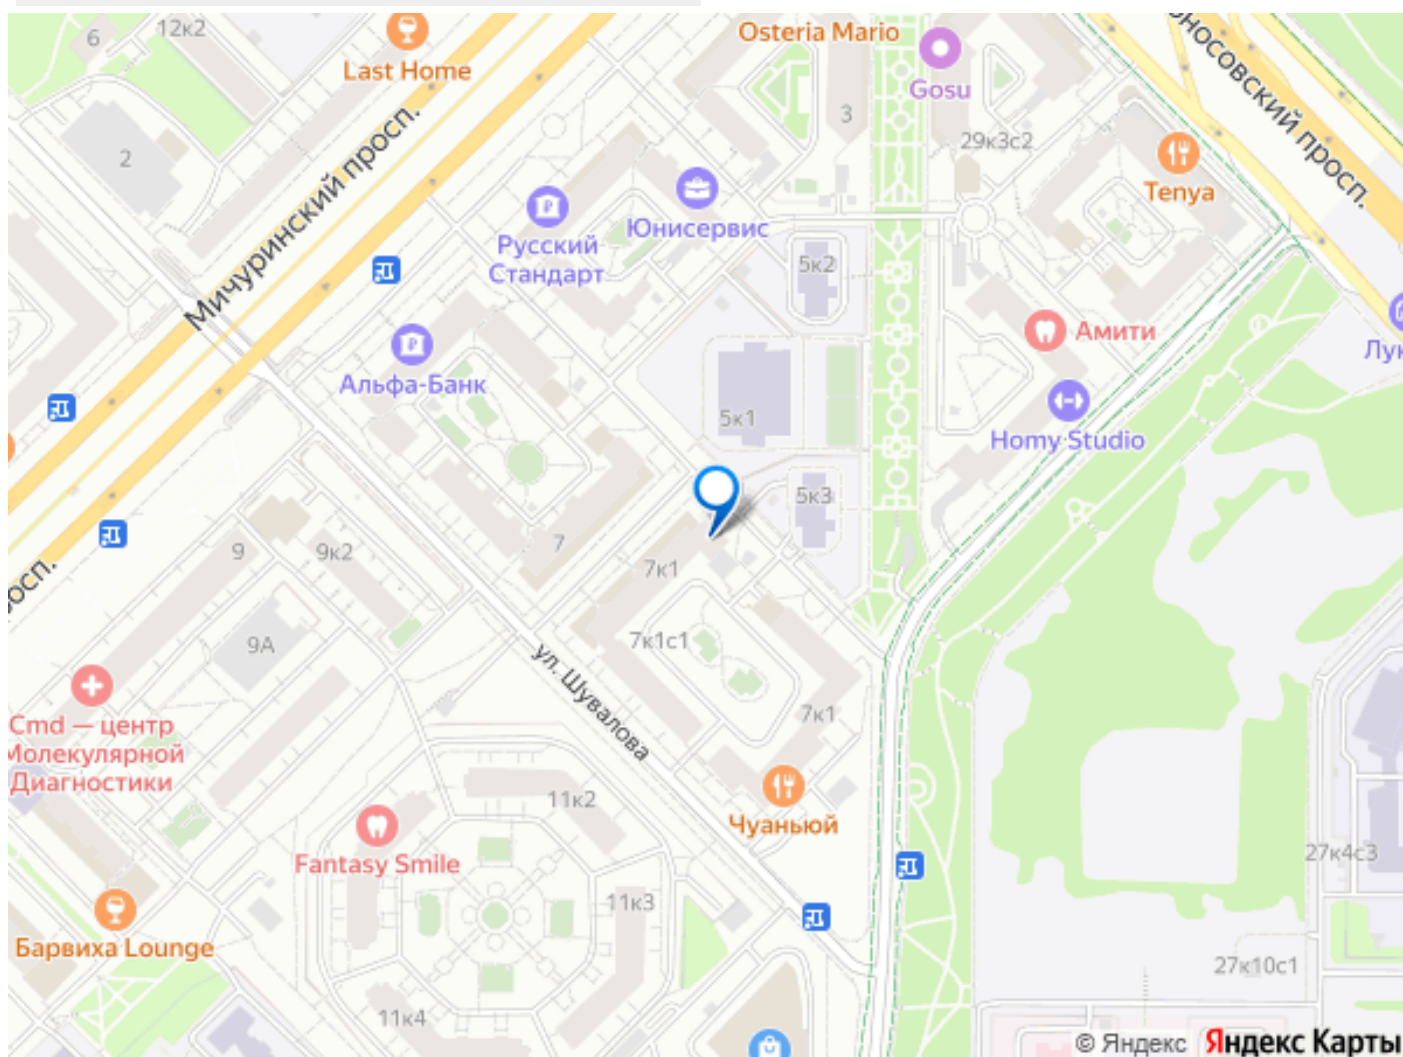 6
12к2
Last Home
Osteria Mario
Gosu
3
29к3с2
Tenya
2
Мичуринский просп.
Юнисервис
Русский
Стандарт
5к2
Амити
Альфа-Банк
5к1
Homy Studio
5к3
9
9к2
7
7к1
9А
7к1с1
ул. Шувалова
7к1
Cmd — центр
Молекулярной
Диагностики
11к2
Чуаньюй
Fantasy Smile
27к4с3
11к3
Барвиха Lounge
27к10с1
11к4
© Яндекс
Яндекс Карты